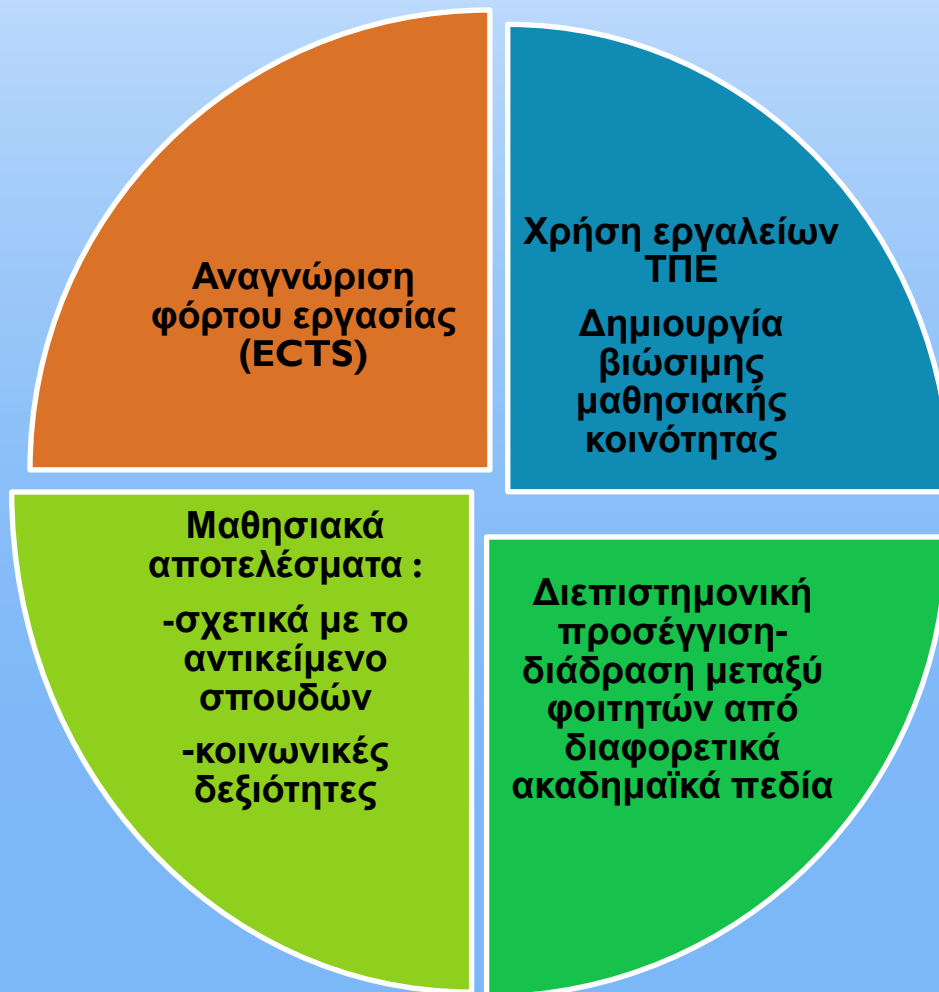 Αναγνώριση
φόρτου εργασίας
(ECTS)
Χρήση εργαλείων
ΤΠΕ
Δημιουργία
βιώσιμης
μαθησιακής
κοινότητας
Μαθησιακά
αποτελέσματα :
-σχετικά με το
αντικείμενο
σπουδών
-κοινωνικές
δεξιότητες
Διεπιστημονική
προσέγγιση-
διάδραση μεταξύ
φοιτητών από
διαφορετικά
ακαδημαϊκά πεδία